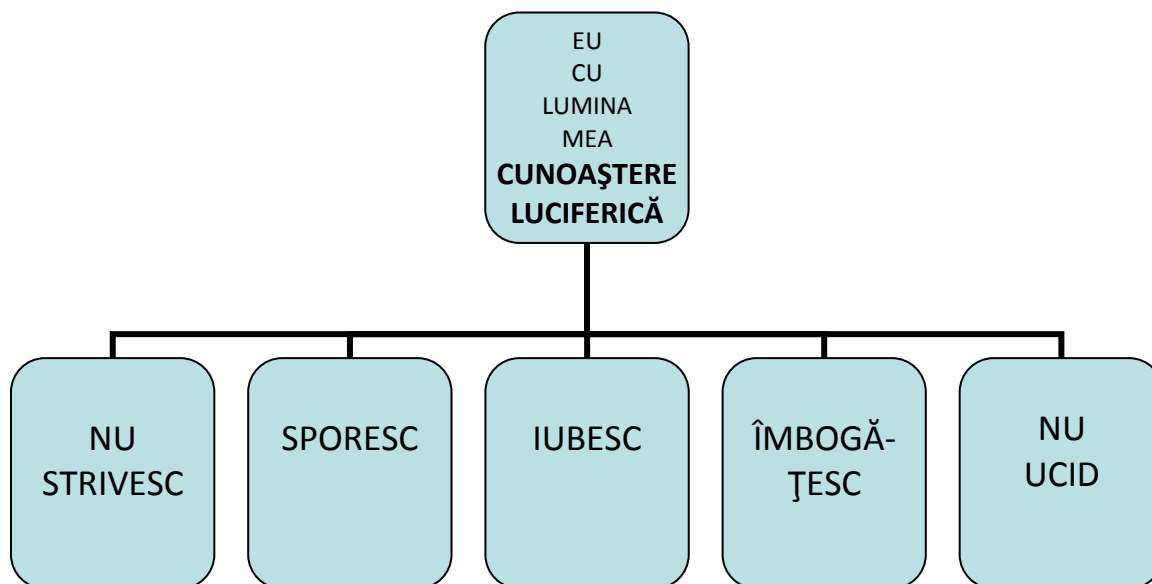 EU
CU
LUMINA
MEA
CUNOAŞTERE
LUCIFERICĂ
NU
STRIVESC
SPORESC
IUBESC
ÎMBOGĂ-
ŢESC
NU
UCID